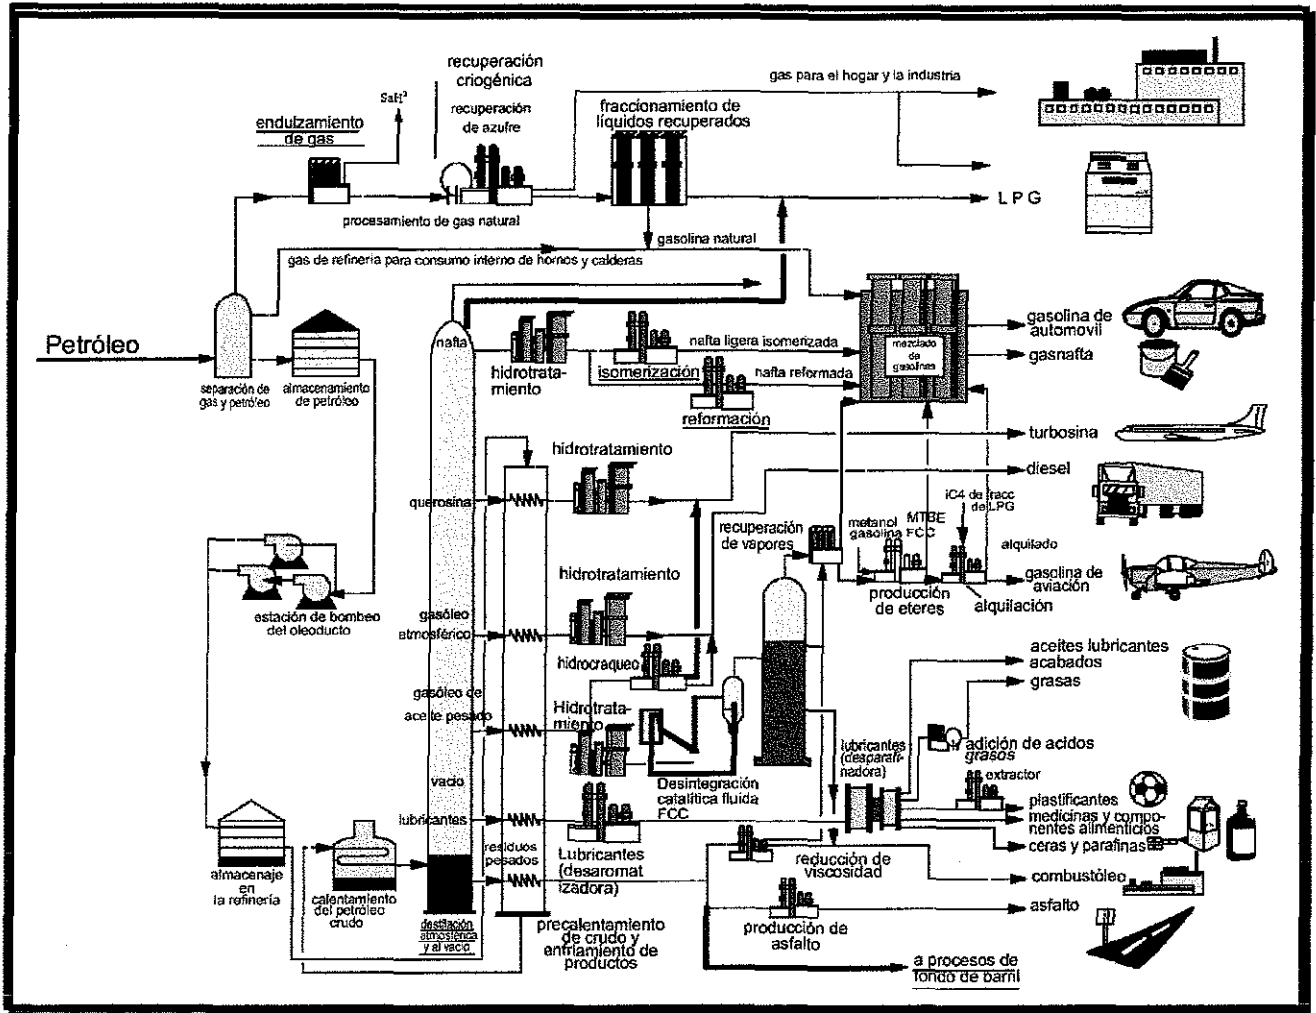 recuperación
criogénica
recuperación
de azufre
SaH²
endulzamiento
de gas
fraccionamiento de
líquidos recuperados
gas para el hogar y la industria
L P G
procesamiento de gas natural
gasolina natural
gas de refineria para consumo interno de hornos y calderas
Petróleo
separación de
gas y petróleo
almacenamiento
de petróleo
nafta
hidrotrata-
miento
isomerización
nafta ligera isomerizada
nafta reformada
reformación
mezclado
de
gasolinas
gasolina de
automovil
gasnafta
turbosina
diesel
hidrotratamiento
querosina
recuperación
de vapores
metanol
gasolina FCC
MTBE
iC4 de fracc
de LPG
alquilado
gasolina de
aviación
producción
de eteres
alquilación
estación de bombeo
del oleoducto
hidrotratamiento
gasóleo
atmosférico
hidrocraqueo
gasóleo de
aceite pesado
Hidrotrata-
miento
Desintegración
catalítica fluida
FCC
aceites lubricantes
acabados
grasas
adición de acidos
grasos
lubricantes
(desparafi-
nadora)
extractor
plastificantes
medicinas y compo-
nentes alimenticios
ceras y parafinas
vacio
lubricantes
residuos
pesados
Lubricantes
(desaromat
izadora)
reducción de
viscosidad
combustóleo
asfalto
producción de
asfalto
almacenaje
en
la refinería
calentamiento
del petróleo
crudo
destilación
atmosférica
y al vacio
precalentamiento
de crudo y
enfriamiento de
productos
a procesos de
fondo de barril